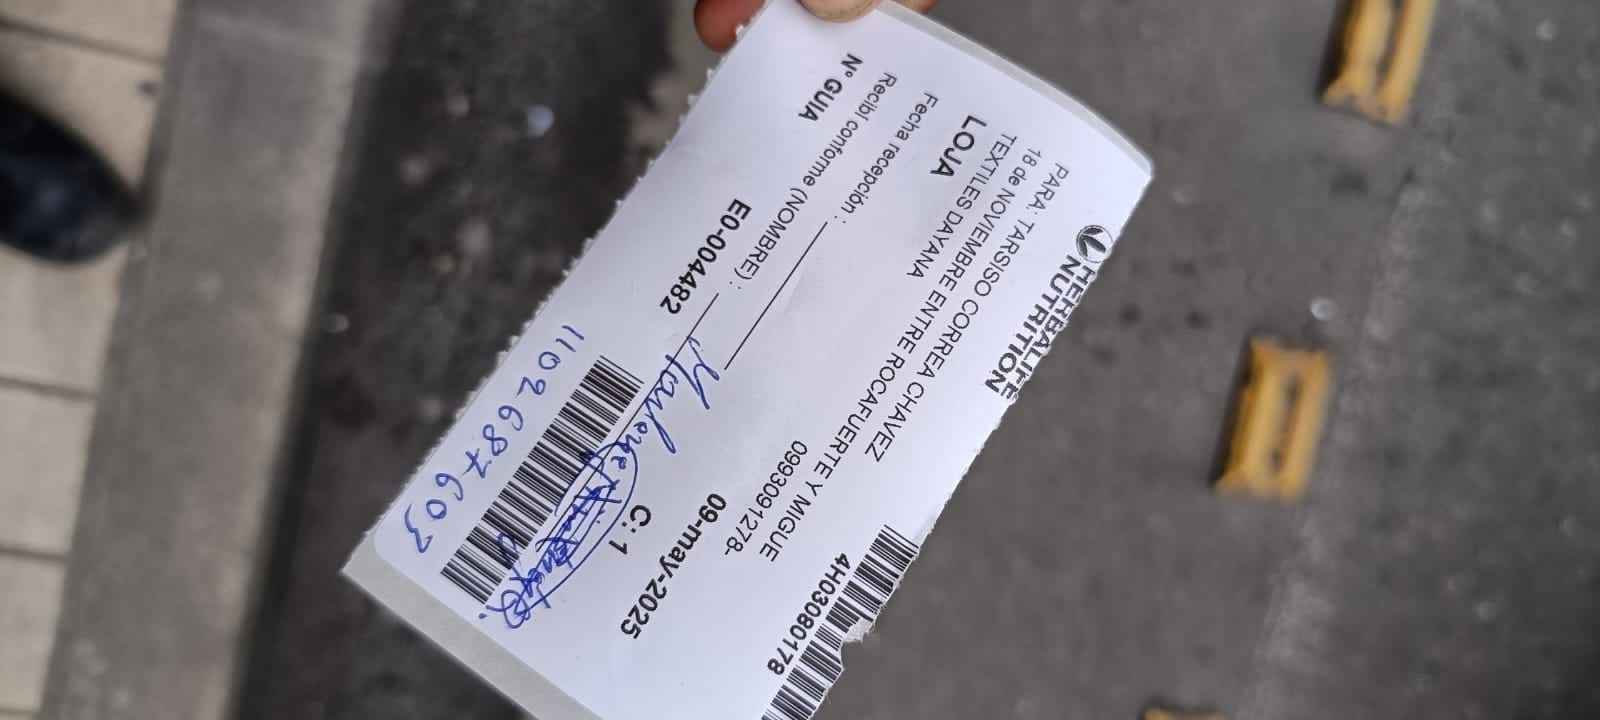 HERBALIFE
NUTRITION
4H03080178
PARA: TARSISO CORREA CHAVEZ
18 de NOVIEMBRE ENTRE ROCAFUERTE Y MIGUE
TEXTILES DAYANA
0993091278-
LOJA
09-may-2025
Fecha recepción :
Recibí conforme (NOMBRE) :
C: 1
N° GUIA
E0-004482
1102687603